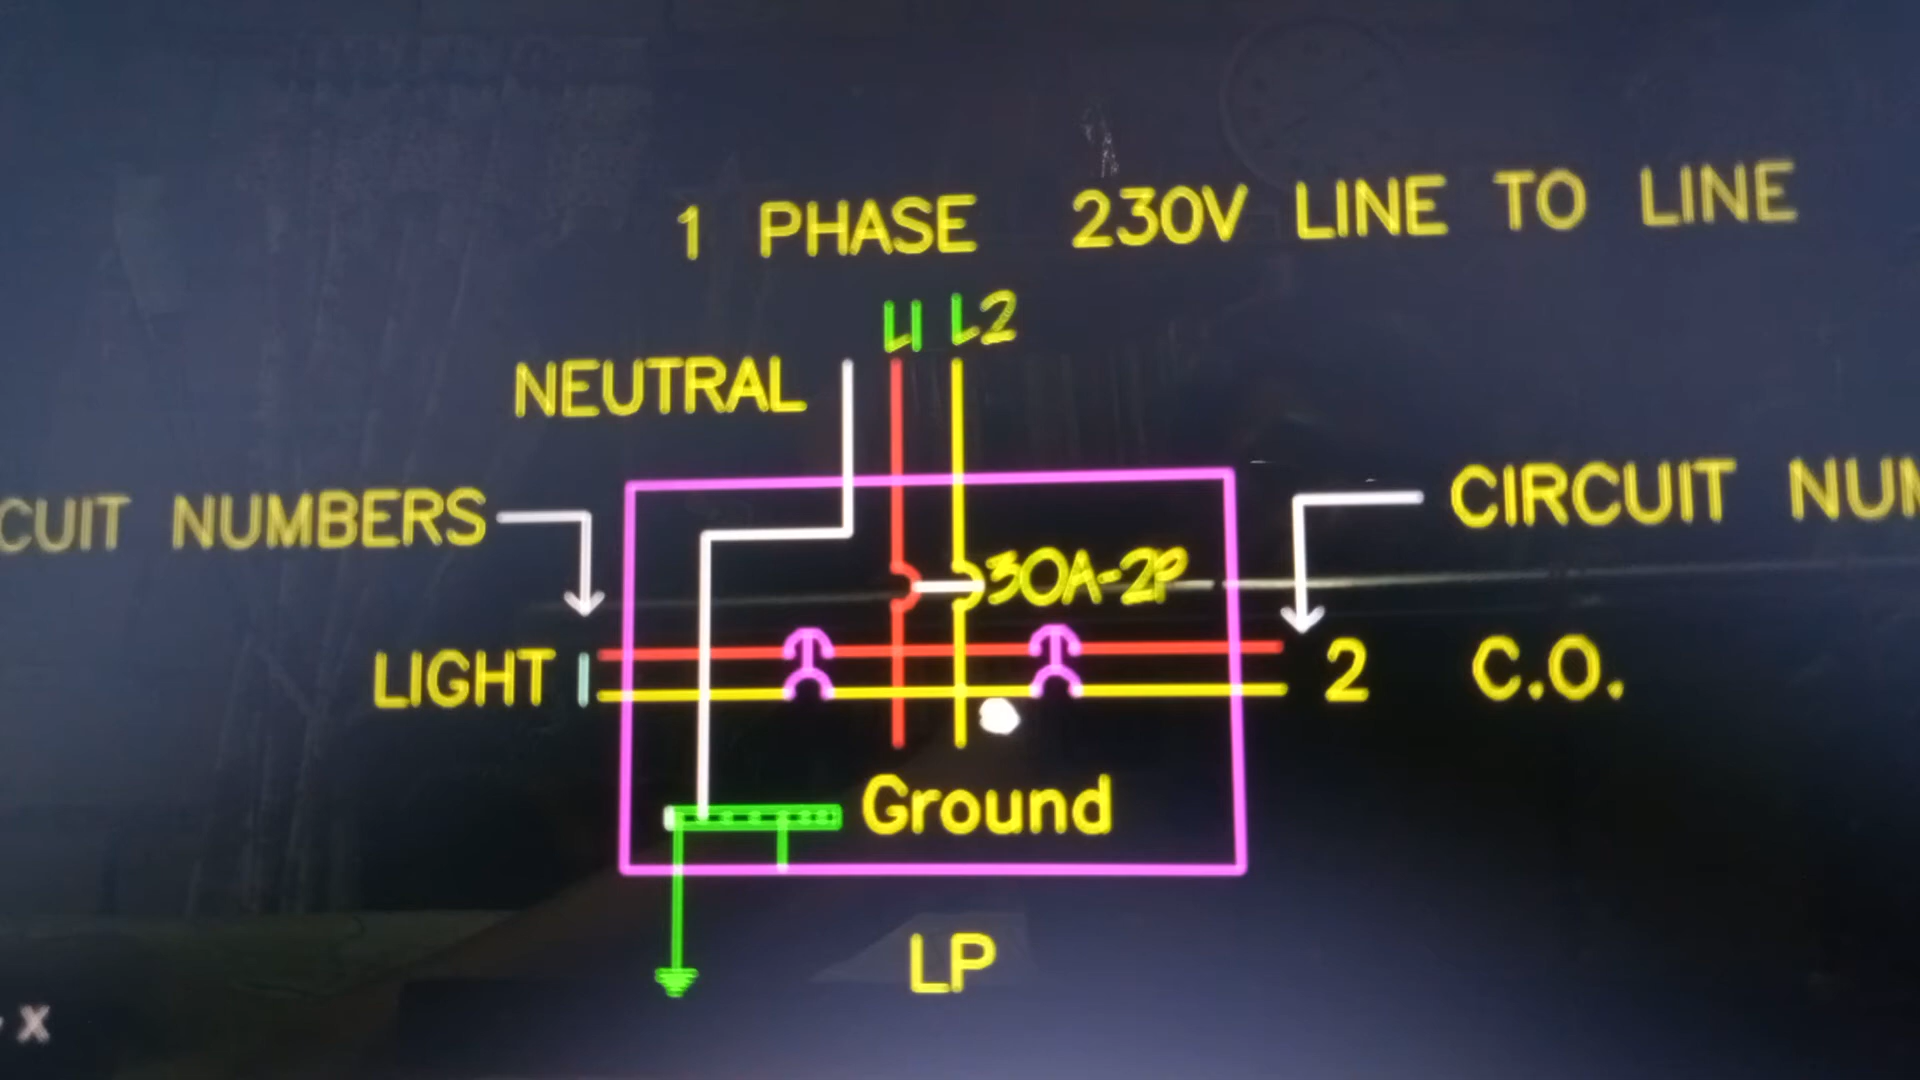 1 PHASE 230V LINE TO LINE
L1 L2
NEUTRAL
CUIT NUMBERS
CIRCUIT NUM
30A-2P
LIGHT 1
2 C.O.
Ground
LP
X